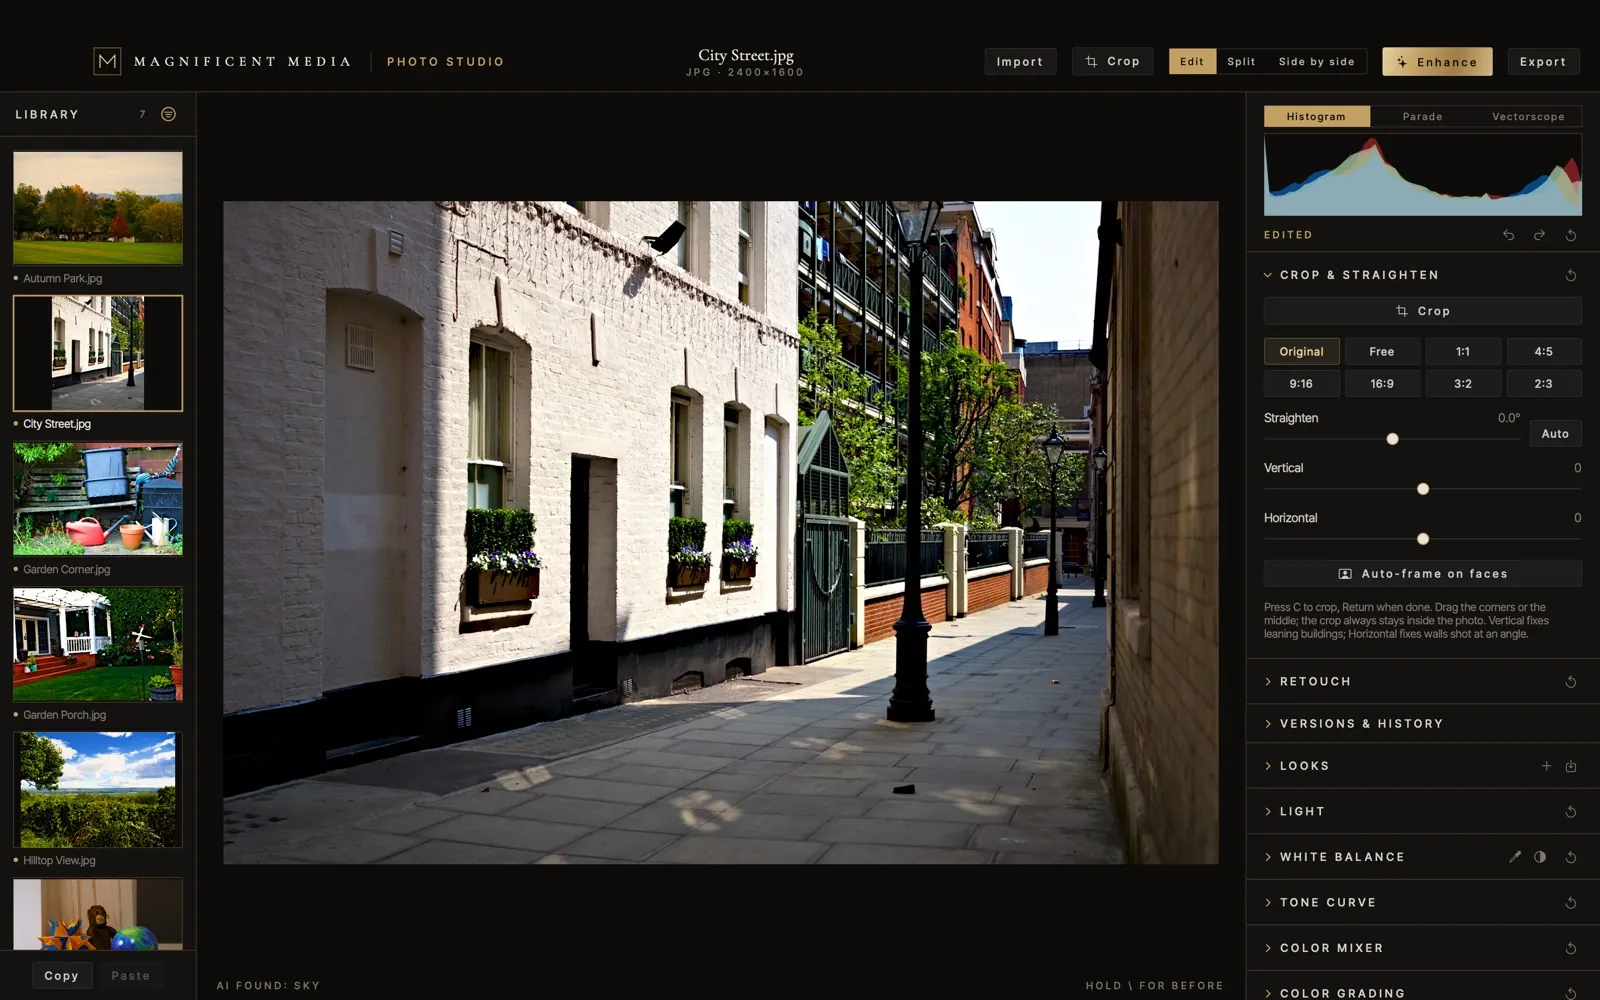 MAGNIFICENT MEDIA
PHOTO STUDIO
City Street.jpg
JPG · 2400×1600
Import
Crop
Edit
Split
Side by side
Enhance
Export
LIBRARY
7
Autumn Park.jpg
City Street.jpg
Garden Corner.jpg
Garden Porch.jpg
Hilltop View.jpg
Copy
Paste
AI FOUND: SKY
HOLD \ FOR BEFORE
Histogram
Parade
Vectorscope
EDITED
CROP & STRAIGHTEN
Crop
Original
Free
1:1
4:5
9:16
16:9
3:2
2:3
Straighten
0.0°
Auto
Vertical
0
Horizontal
0
Auto-frame on faces
Press C to crop, Return when done. Drag the corners or the
middle; the crop always stays inside the photo. Vertical fixes
leaning buildings; Horizontal fixes walls shot at an angle.
RETOUCH
VERSIONS & HISTORY
LOOKS
LIGHT
WHITE BALANCE
TONE CURVE
COLOR MIXER
COLOR GRADING